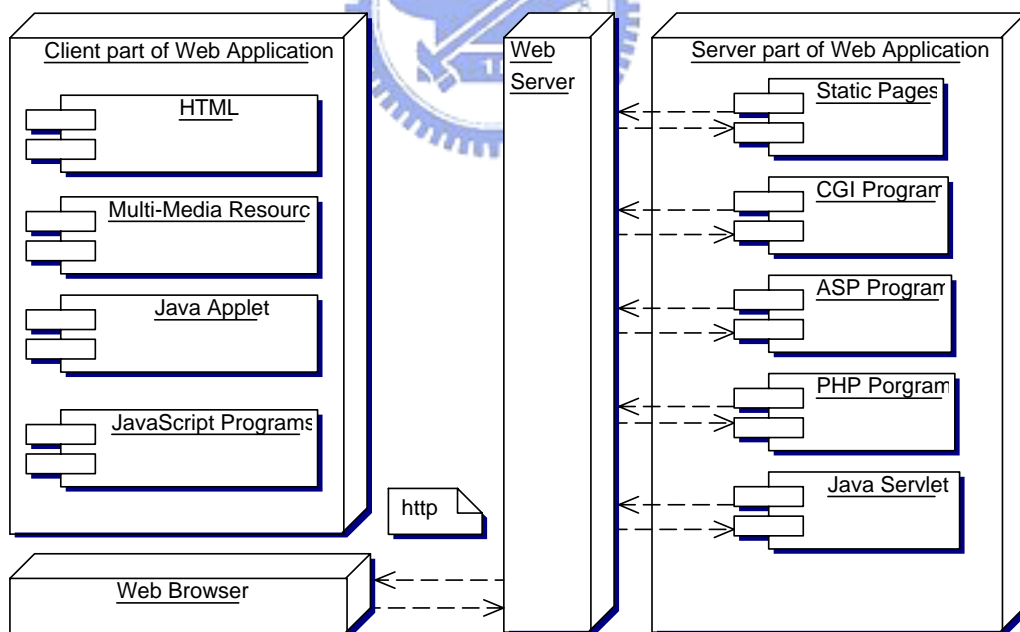 Client part of Web Application
HTML
Multi-Media Resourc
Java Applet
JavaScript Programs
http
Web Browser
Web
Server
Server part of Web Application
Static Pages
CGI Program
ASP Program
PHP Porgram
Java Servlet